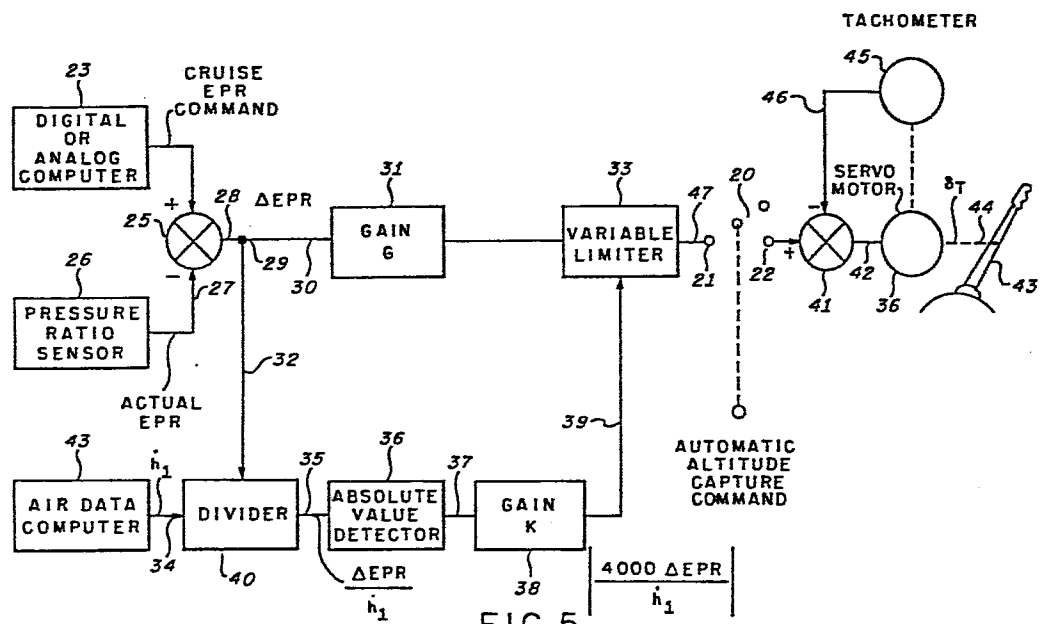 TACHOMETER
23
CRUISE
EPR
COMMAND
45
DIGITAL
OR
ANALOG
COMPUTER
46
+
28
ΔEPR
31
33
47
20
SERVO
MOTOR
δT
44
25
GAIN
G
VARIABLE
LIMITER
−
−
26
27
29
30
21
22
+
41
42
36
43
PRESSURE
RATIO
SENSOR
32
ACTUAL
EPR
39
43
ḣ1
35
36
37
AUTOMATIC
ALTITUDE
CAPTURE
COMMAND
AIR DATA
COMPUTER
DIVIDER
ABSOLUTE
VALUE
DETECTOR
GAIN
K
34
40
ΔEPR
ḣ1
38
4000 ΔEPR
ḣ1
FIG. 5